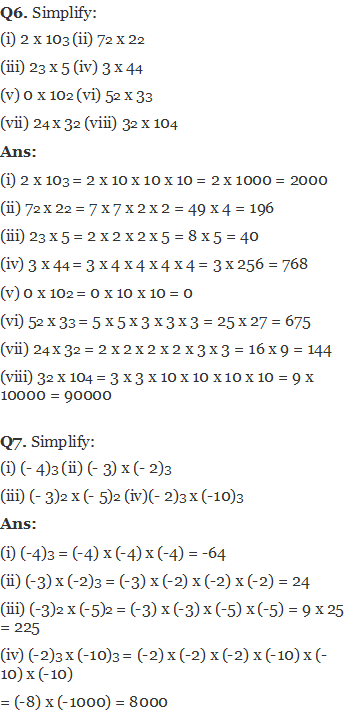 Q6. Simplify:
(i) 2 x 103 (ii) 72 x 22
(iii) 23 x 5 (iv) 3 x 44
(v) 0 x 102 (vi) 52 x 33
(vii) 24 x 32 (viii) 32 x 104
Ans:
(i) 2 x 103 = 2 x 10 x 10 x 10 = 2 x 1000 = 2000
(ii) 72 x 22 = 7 x 7 x 2 x 2 = 49 x 4 = 196
(iii) 23 x 5 = 2 x 2 x 2 x 5 = 8 x 5 = 40
(iv) 3 x 44 = 3 x 4 x 4 x 4 x 4 = 3 x 256 = 768
(v) 0 x 102 = 0 x 10 x 10 = 0
(vi) 52 x 33 = 5 x 5 x 3 x 3 x 3 = 25 x 27 = 675
(vii) 24 x 32 = 2 x 2 x 2 x 2 x 3 x 3 = 16 x 9 = 144
(viii) 32 x 104 = 3 x 3 x 10 x 10 x 10 x 10 = 9 x
10000 = 90000
Q7. Simplify:
(i) (- 4)3 (ii) (- 3) x (- 2)3
(iii) (- 3)2 x (- 5)2 (iv)(- 2)3 x (-10)3
Ans:
(i) (-4)3 = (-4) x (-4) x (-4) = -64
(ii) (-3) x (-2)3 = (-3) x (-2) x (-2) x (-2) = 24
(iii) (-3)2 x (-5)2 = (-3) x (-3) x (-5) x (-5) = 9 x 25
= 225
(iv) (-2)3 x (-10)3 = (-2) x (-2) x (-2) x (-10) x (-
10) x (-10)
= (-8) x (-1000) = 8000